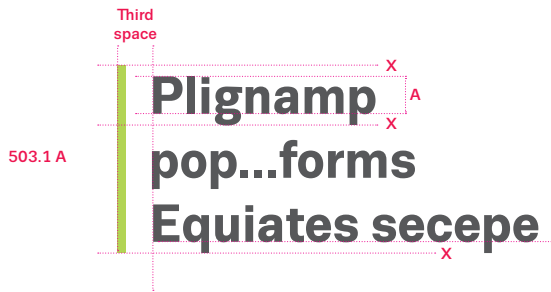 Third
space
X
Plignamp
A
X
503.1 A
pop...forms
Equiates secepe
X